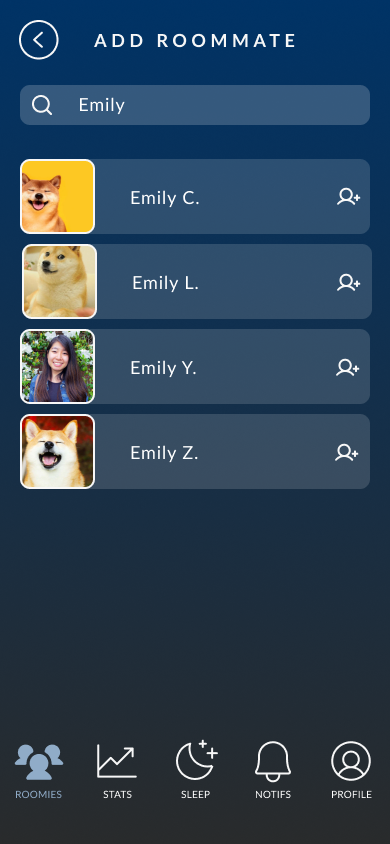 ADD ROOMMATE
Emily
Emily C.
Emily L.
Emily Y.
Emily Z.
ROOMIES STATS SLEEP NOTIFS PROFILE